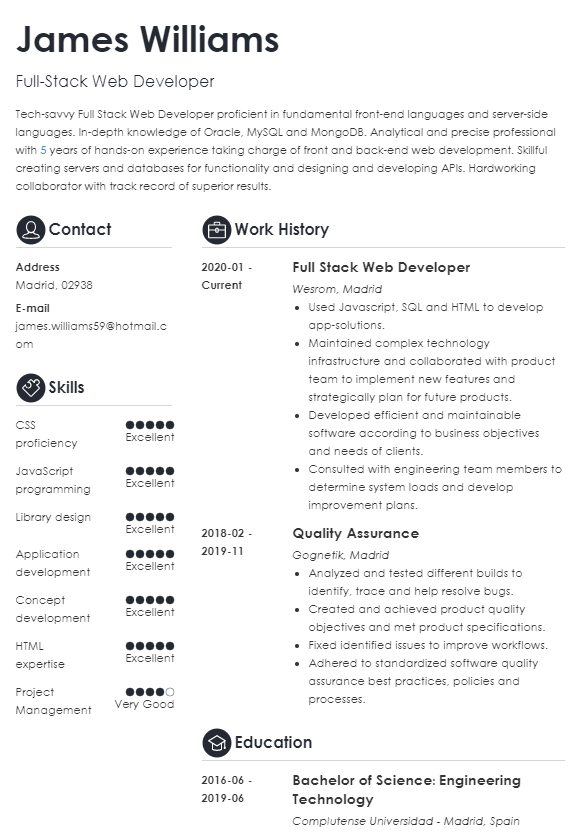 James Williams
Full-Stack Web Developer
Tech-savvy Full Stack Web Developer proficient in fundamental front-end languages and server-side
languages. In-depth knowledge of Oracle, MySQL and MongoDB. Analytical and precise professional
with 5 years of hands-on experience taking charge of front and back-end web development. Skillful
creating servers and databases for functionality and designing and developing APIs. Hardworking
collaborator with track record of superior results.
Contact
Address
Madrid, 02938
E-mail
james.williams59@hotmail.c
om
Skills
CSS
proficiency
Excellent
JavaScript
programming
Excellent
Library design
Excellent
Application
development
Excellent
Concept
development
Excellent
HTML
expertise
Excellent
Project
Management
Very Good
Work History
2020-01 -
Current
Full Stack Web Developer
Wesrom, Madrid
• Used Javascript, SQL and HTML to develop
app-solutions.
• Maintained complex technology
infrastructure and collaborated with product
team to implement new features and
strategically plan for future products.
• Developed efficient and maintainable
software according to business objectives
and needs of clients.
• Consulted with engineering team members to
determine system loads and develop
improvement plans.
2018-02 -
2019-11
Quality Assurance
Gognetik, Madrid
• Analyzed and tested different builds to
identify, trace and help resolve bugs.
• Created and achieved product quality
objectives and met product specifications.
• Fixed identified issues to improve workflows.
• Adhered to standardized software quality
assurance best practices, policies and
processes.
Education
2016-06 -
2019-06
Bachelor of Science: Engineering
Technology
Complutense Universidad - Madrid, Spain